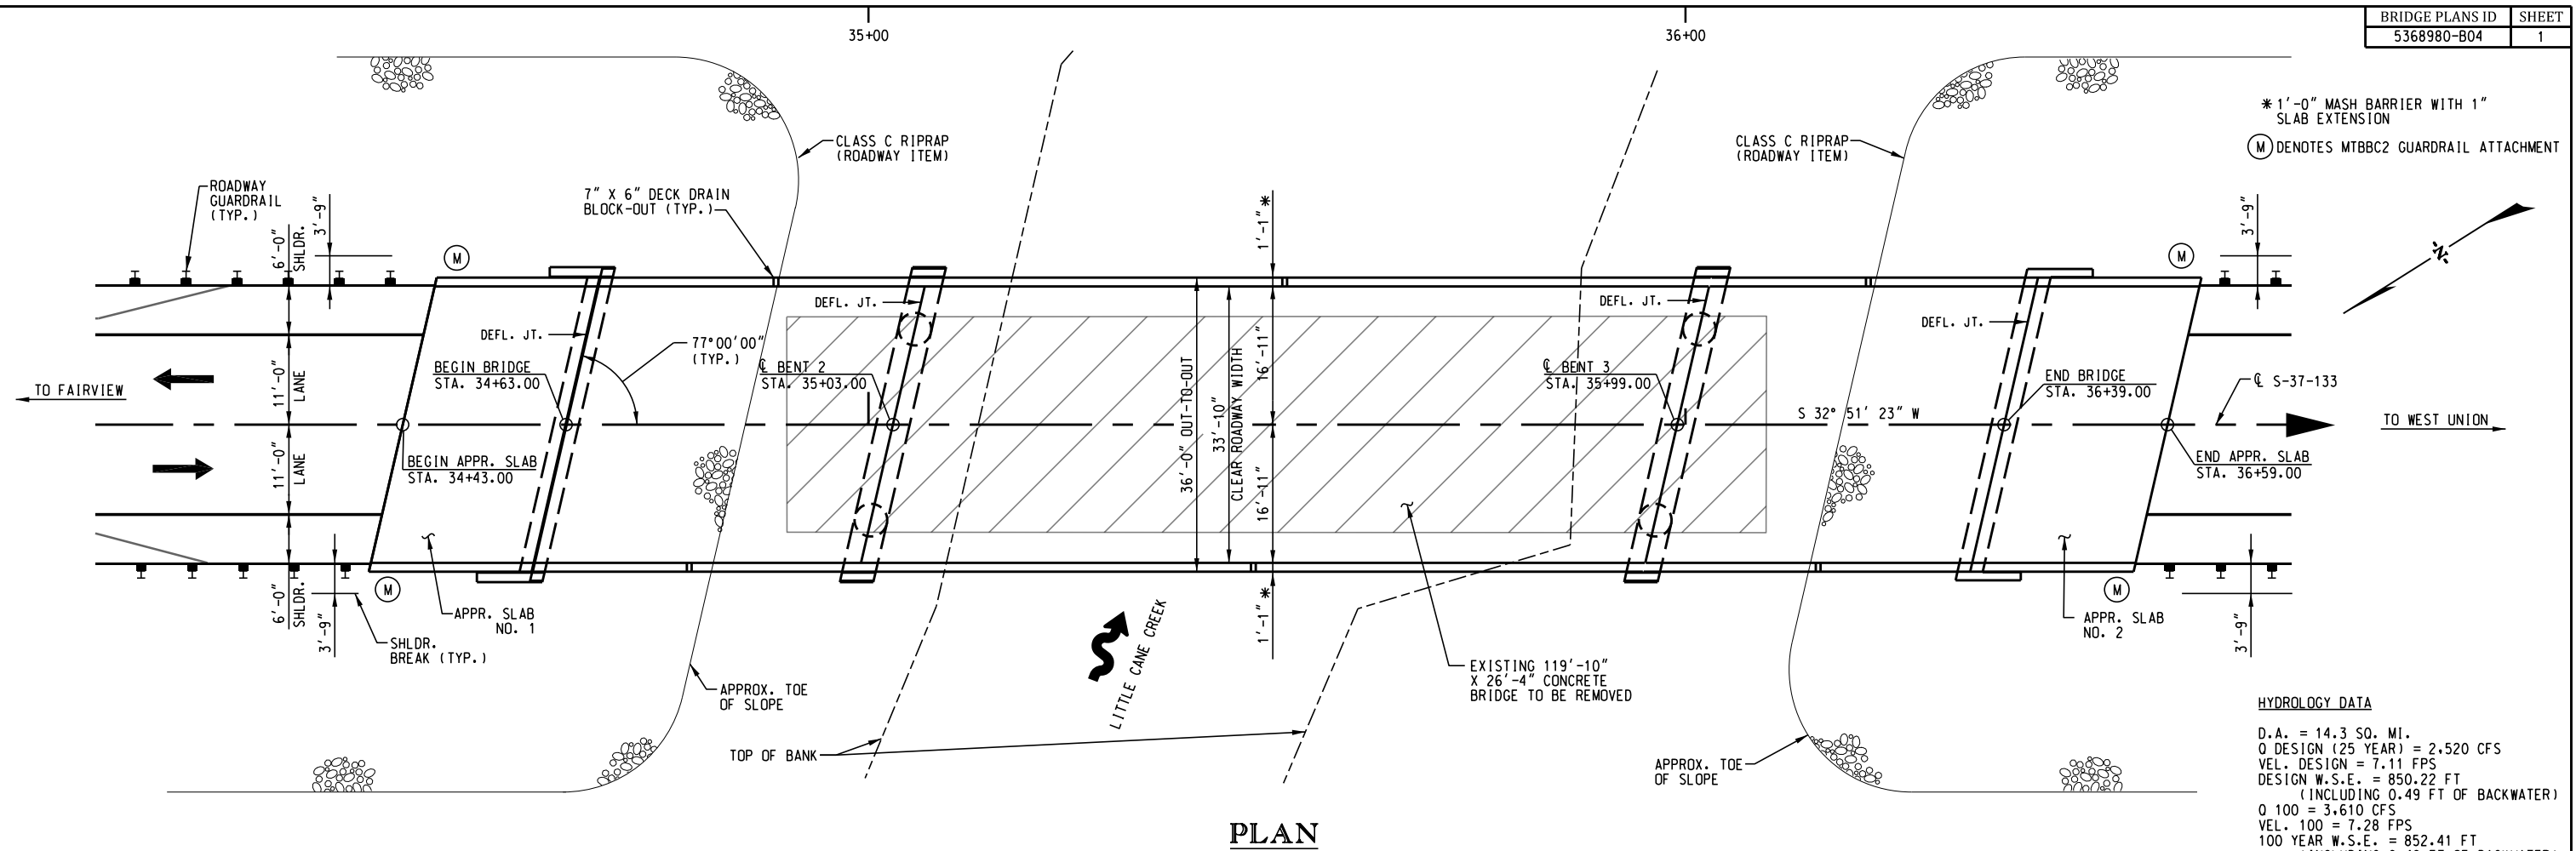 35+00
36+00
BRIDGE PLANS ID SHEET
5368980-B04 1
* 1'-0" MASH BARRIER WITH 1"
SLAB EXTENSION
M DENOTES MTBBC2 GUARDRAIL ATTACHMENT
CLASS C RIPRAP
(ROADWAY ITEM)
CLASS C RIPRAP
(ROADWAY ITEM)
ROADWAY
GUARDRAIL
(TYP.)
7" X 6" DECK DRAIN
BLOCK-OUT (TYP.)
3'-9"
6'-0"
SHLDR.
1'-1" *
3'-9"
M
M
N
DEFL. JT.
DEFL. JT.
DEFL. JT.
DEFL. JT.
77°00'00"
(TYP.)
BEGIN BRIDGE
STA. 34+63.00
℄ BENT 2
STA. 35+03.00
36'-0" OUT-TO-OUT
33'-10"
CLEAR ROADWAY WIDTH
16'-11"
16'-11"
℄ BENT 3
STA. 35+99.00
END BRIDGE
STA. 36+39.00
℄ S-37-133
S 32° 51' 23" W
TO FAIRVIEW
TO WEST UNION
11'-0"
LANE
11'-0"
LANE
BEGIN APPR. SLAB
STA. 34+43.00
END APPR. SLAB
STA. 36+59.00
6'-0"
SHLDR.
3'-9"
M
APPR. SLAB
NO. 1
SHLDR.
BREAK (TYP.)
1'-1" *
LITTLE CANE CREEK
M
APPR. SLAB
NO. 2
3'-9"
EXISTING 119'-10"
X 26'-4" CONCRETE
BRIDGE TO BE REMOVED
APPROX. TOE
OF SLOPE
TOP OF BANK
APPROX. TOE
OF SLOPE
HYDROLOGY DATA
D.A. = 14.3 SQ. MI.
Q DESIGN (25 YEAR) = 2,520 CFS
VEL. DESIGN = 7.11 FPS
DESIGN W.S.E. = 850.22 FT
(INCLUDING 0.49 FT OF BACKWATER)
Q 100 = 3,610 CFS
VEL. 100 = 7.28 FPS
100 YEAR W.S.E. = 852.41 FT
PLAN